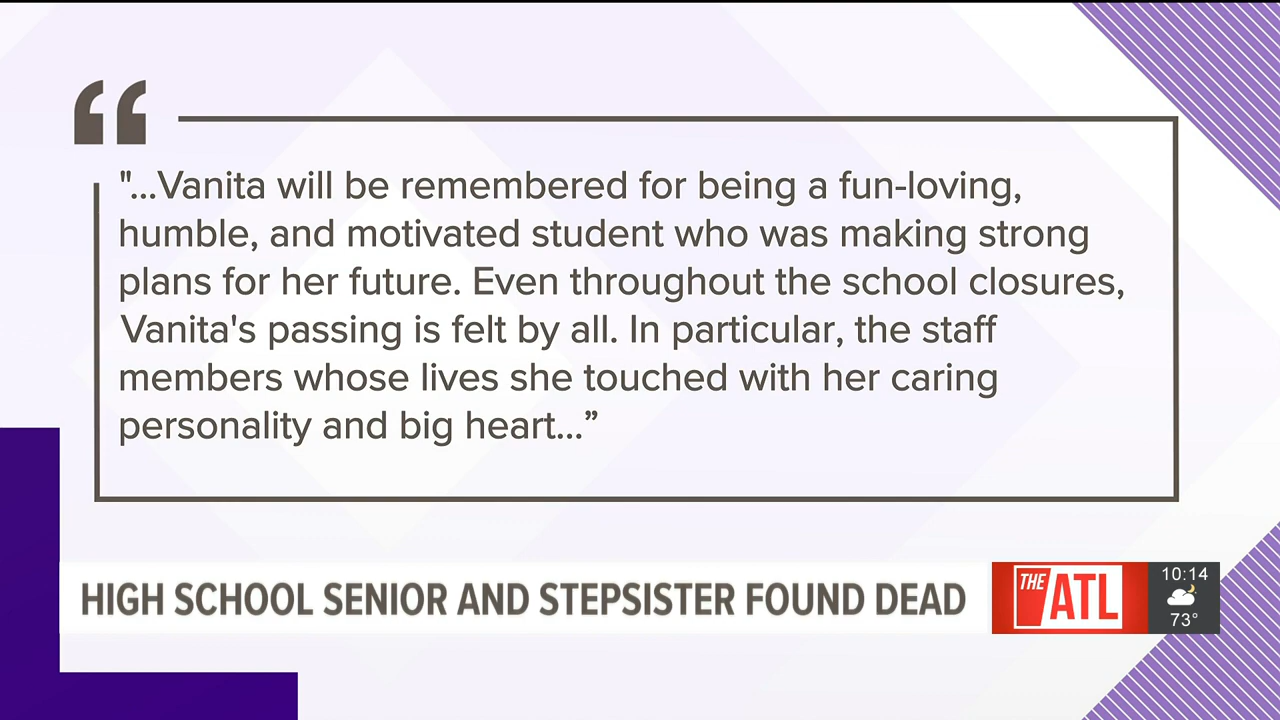 "...Vanita will be remembered for being a fun-loving,
humble, and motivated student who was making strong
plans for her future. Even throughout the school closures,
Vanita's passing is felt by all. In particular, the staff
members whose lives she touched with her caring
personality and big heart...”
HIGH SCHOOL SENIOR AND STEPSISTER FOUND DEAD
THE ATL
10:14
73°